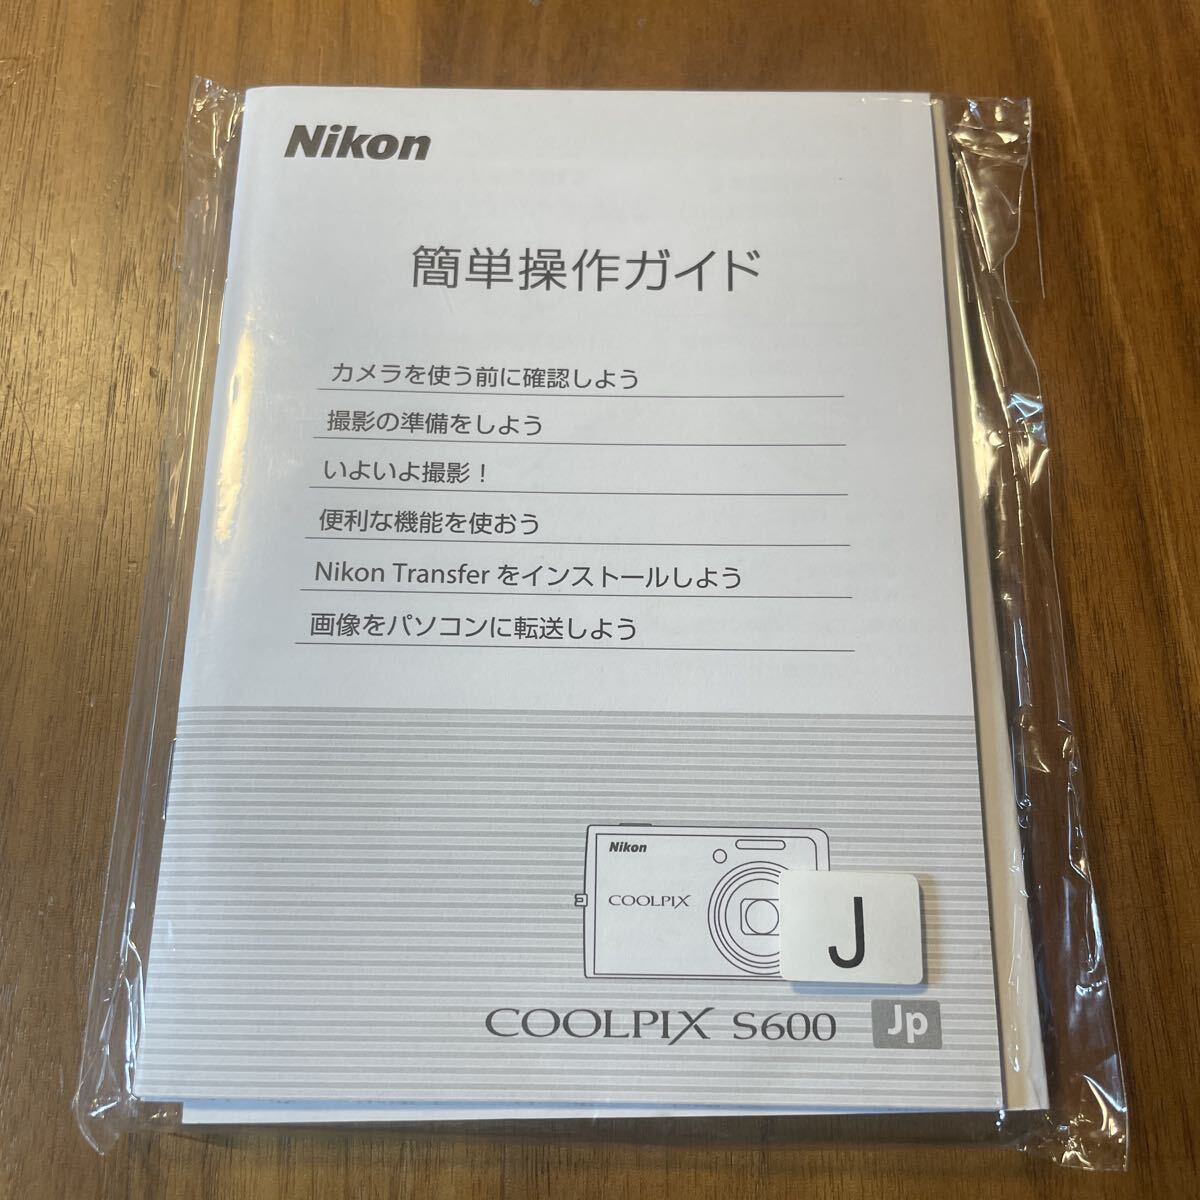 Nikon
簡単操作ガイド
カメラを使う前に確認しよう
撮影の準備をしよう
いよいよ撮影！
便利な機能を使おう
Nikon Transfer をインストールしよう
画像をパソコンに転送しよう
Nikon
COOLPIX
J
COOLPIX S600
Jp